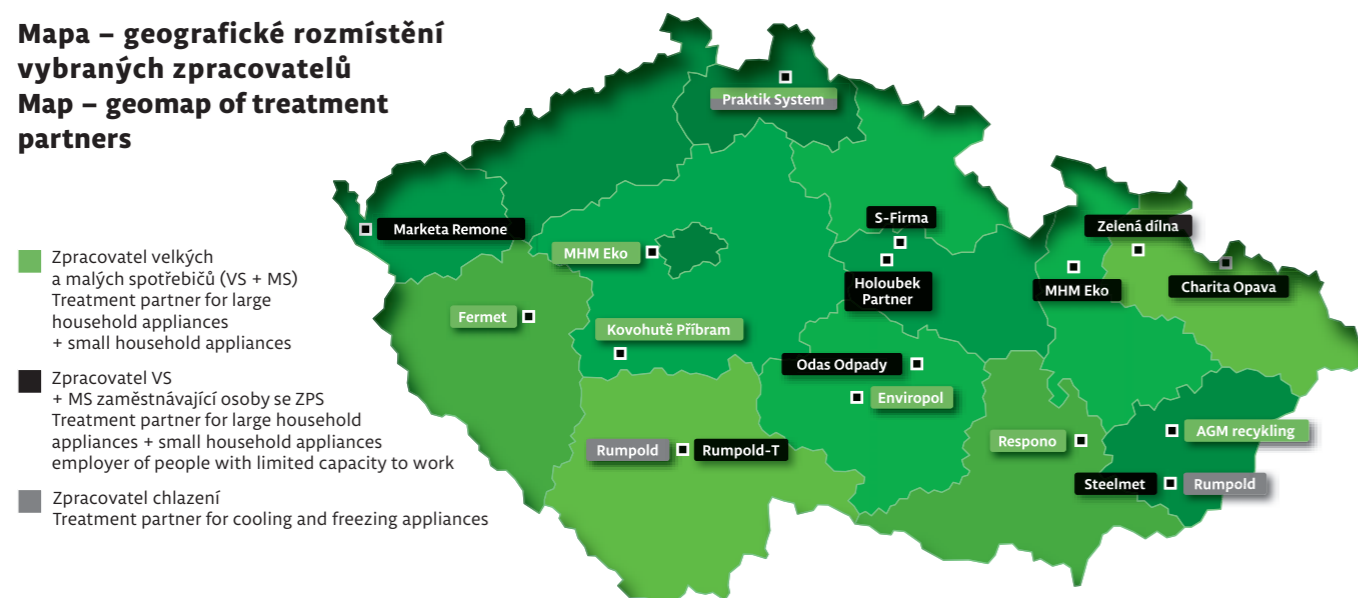 Mapa – geografické rozmístění
vybraných zpracovatelů
Map – geomap of treatment
partners
Zpracovatel velkých
a malých spotřebičů (VS + MS)
Treatment partner for large
household appliances
+ small household appliances
Zpracovatel VS
+ MS zaměstnávající osoby se ZPS
Treatment partner for large household
appliances + small household appliances
employer of people with limited capacity to work
Zpracovatel chlazení
Treatment partner for cooling and freezing appliances
Praktik System
Marketa Remone
MHM Eko
S-Firma
Holoubek
Partner
Zelená dílna
MHM Eko
Charita Opava
Fermet
Kovohutě Příbram
Odas Odpady
Enviropol
Rumpold
Rumpold-T
Respono
AGM recykling
Steelmet
Rumpold